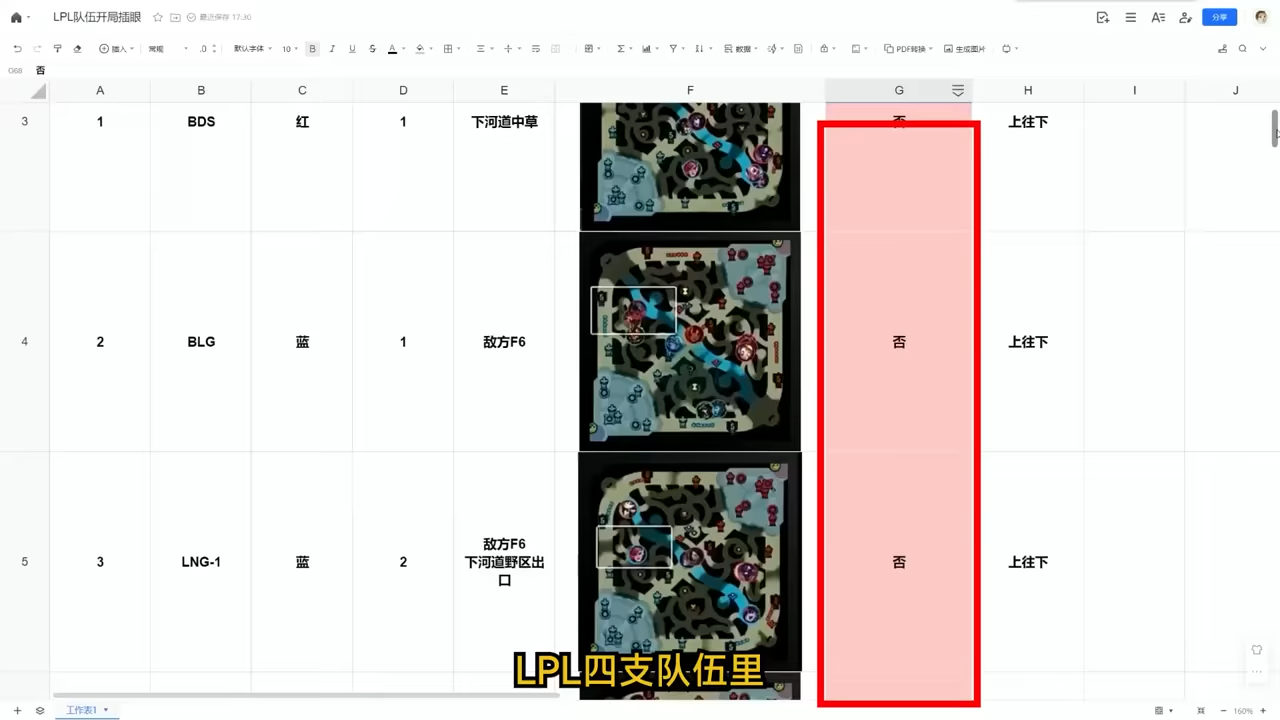 LPL队伍开局插眼
最近保存 17:30
分享
插入
常规
.0
默认字体
10
B
I
U
S
A
数据
PDF转换
生成图片
G68
否
A B C D E F G H I J
3 1 BDS 红 1 下河道中草 否 上往下
4 2 BLG 蓝 1 敌方F6 否 上往下
5 3 LNG-1 蓝 2 敌方F6 否 上往下
下河道野区出
口
LPL四支队伍里
工作表1
160%